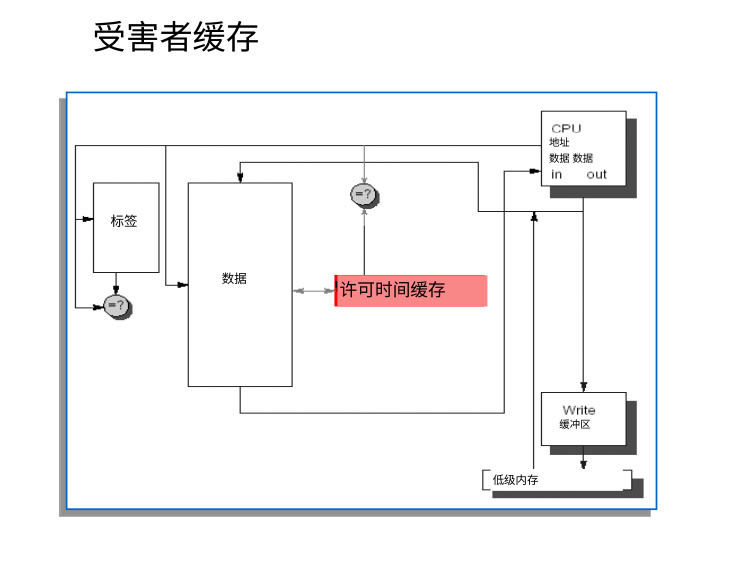 受害者缓存
CPU
地址
数据 数据
in out
=?
标签
数据
许可时间缓存
=?
Write
缓冲区
低级内存